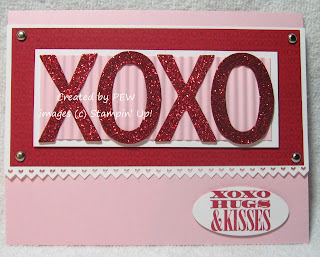 XOXO
Created by PEW
Images (c) Stampin' Up!
XOXO
HUGS
& KISSES